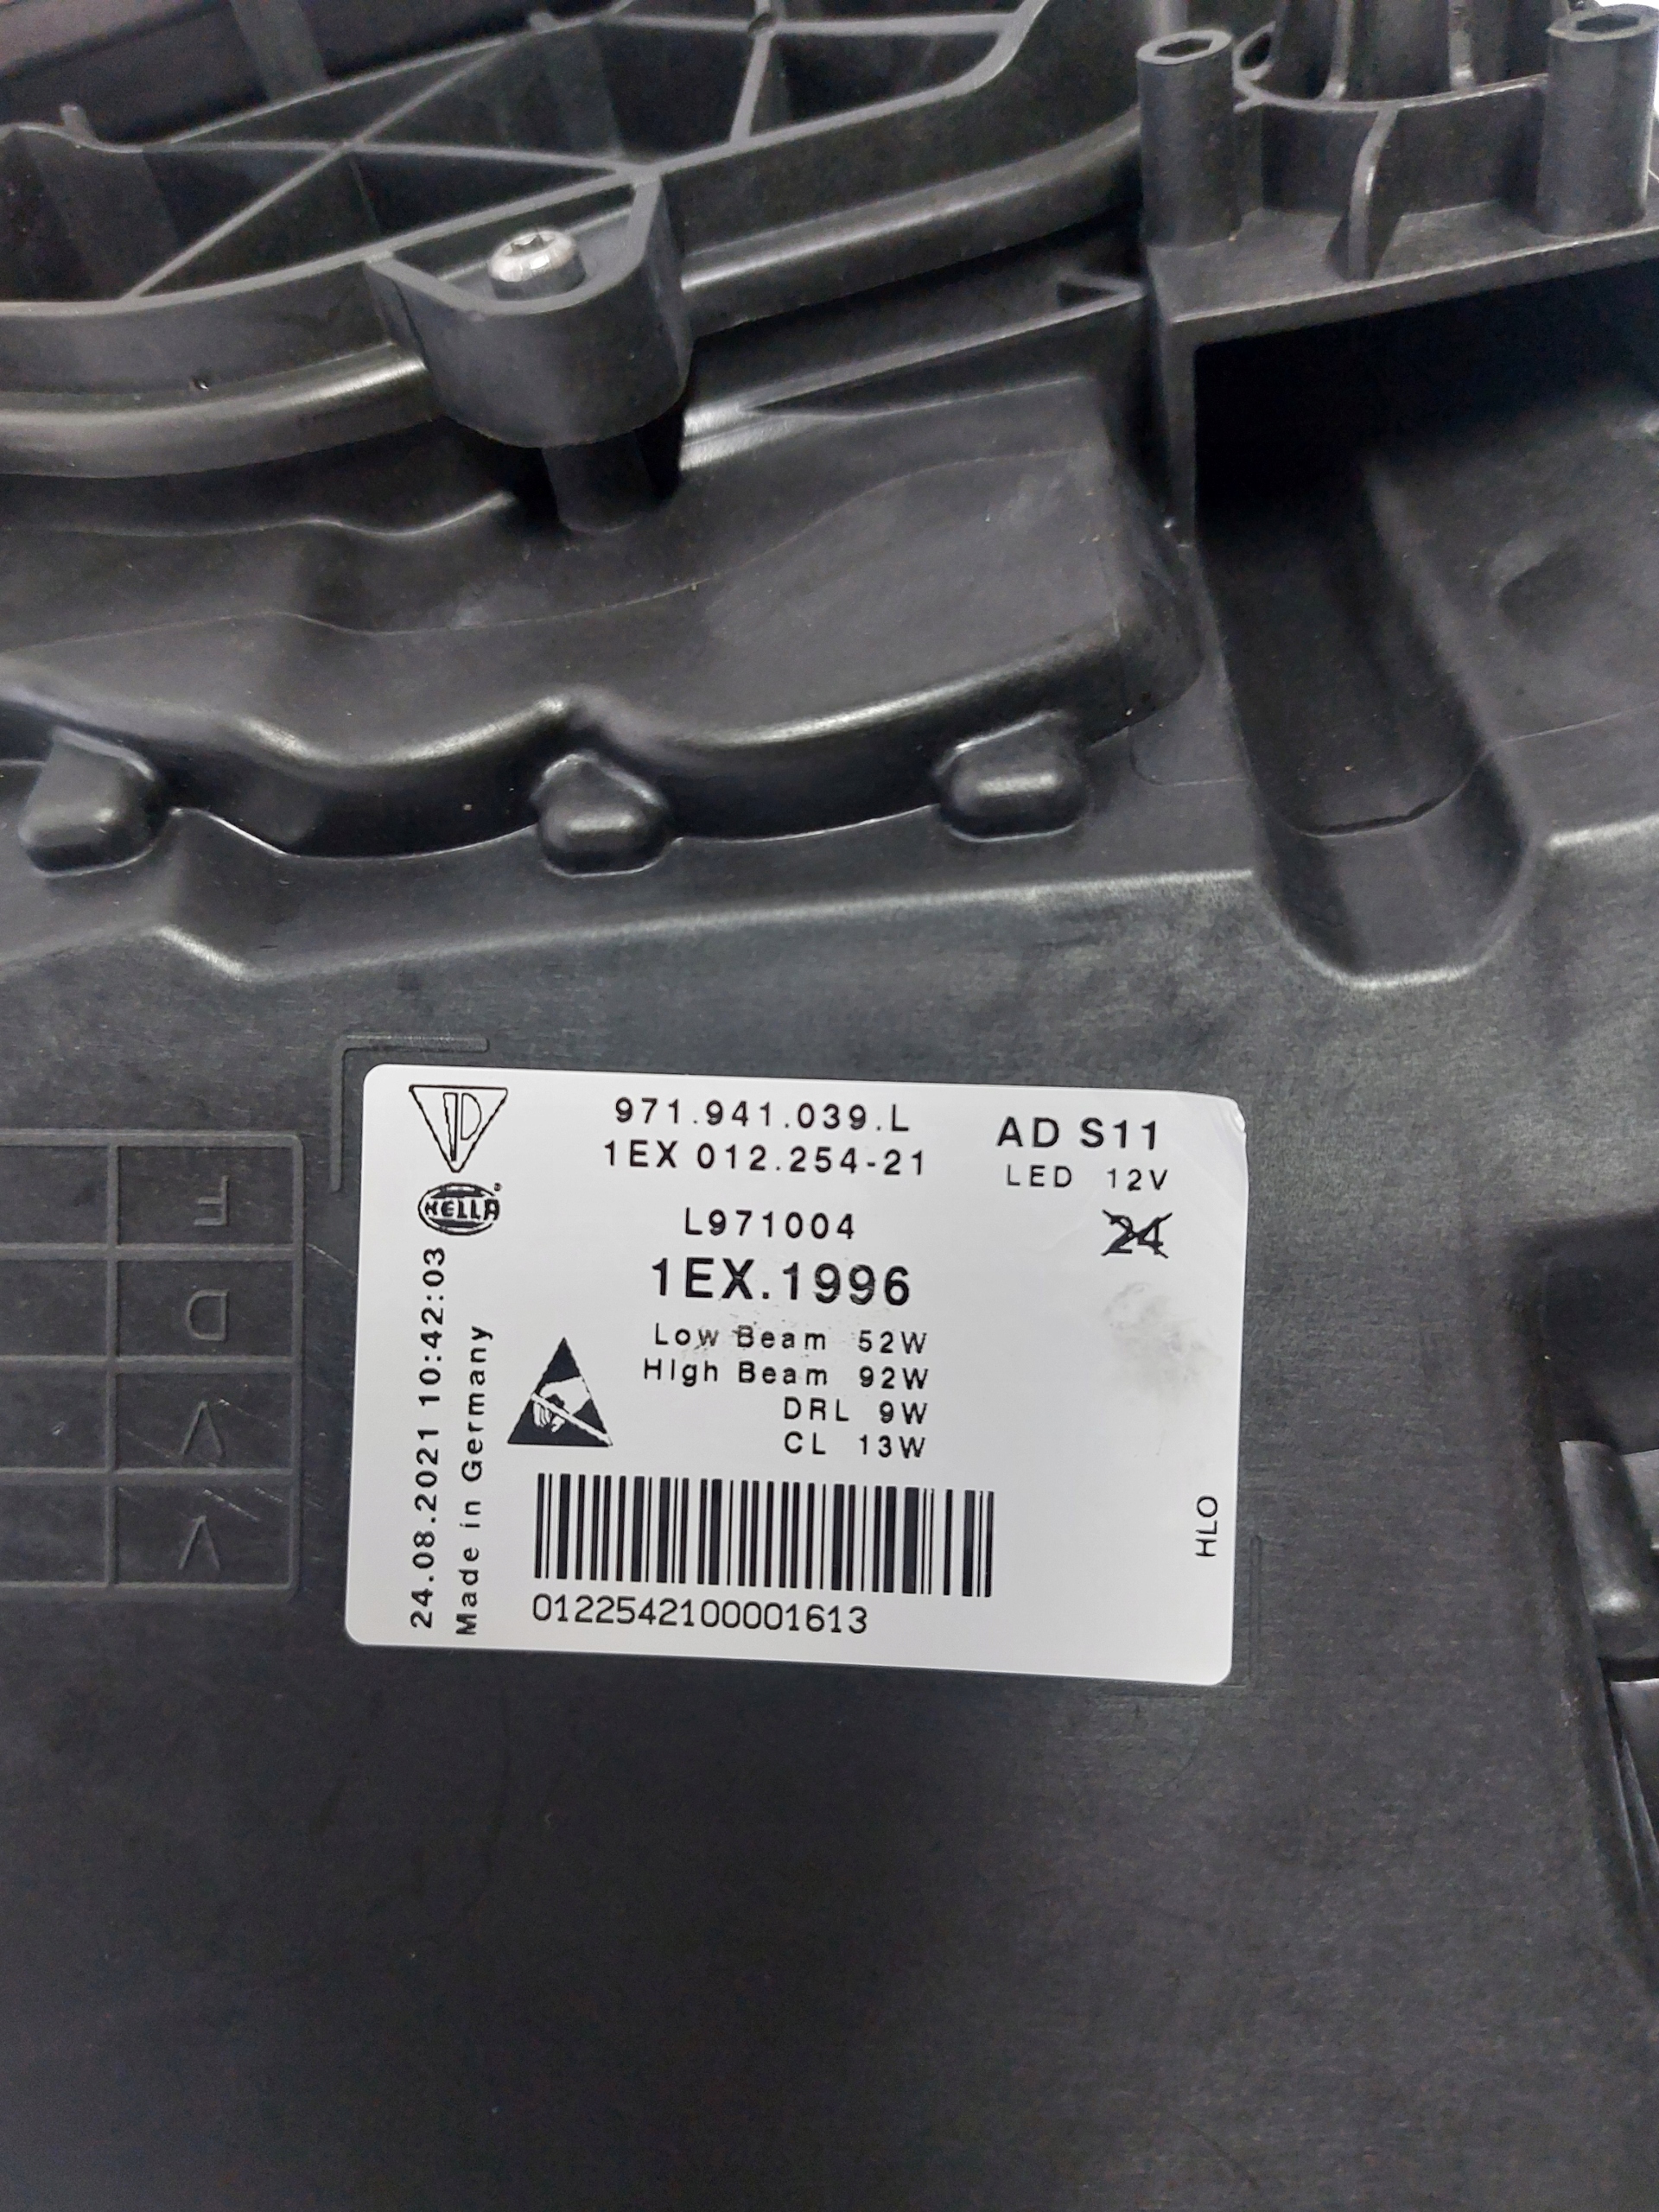 971.941.039.L
1EX 012.254-21
AD S11
LED 12V
HELLA
L971004
24
1EX.1996
Low Beam 52W
HIgh Beam 92W
DRL 9W
CL 13W
24.08.2021 10:42:03
Made in Germany
HLO
0122542100001613
F
D
V
V